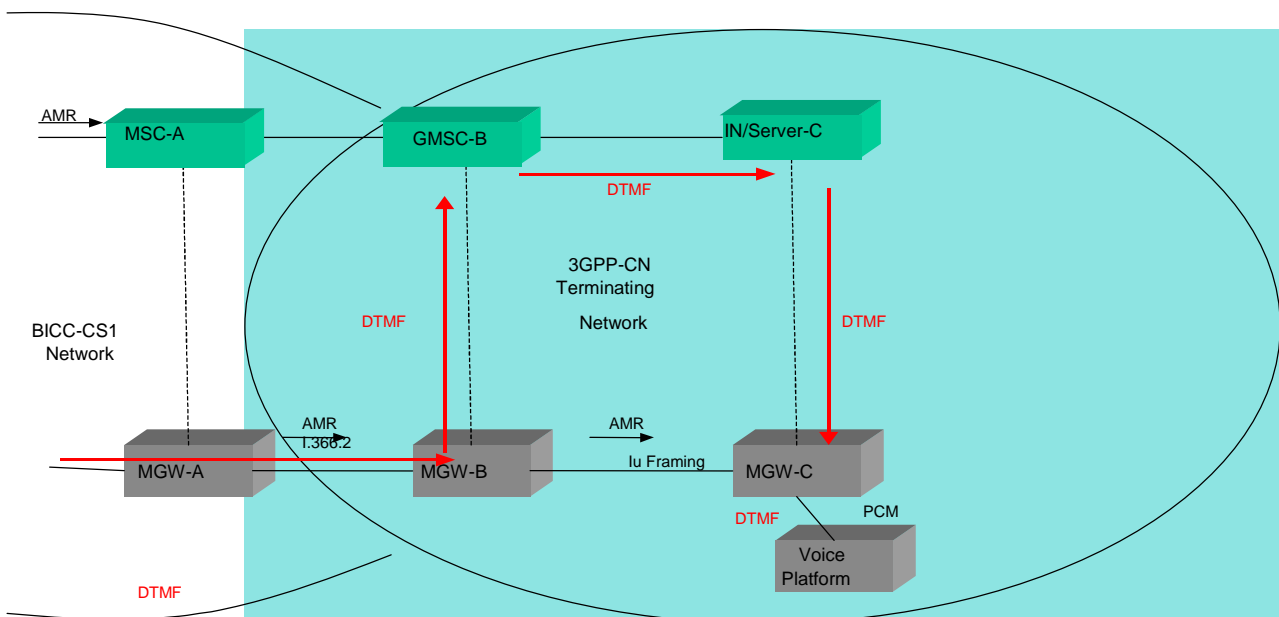 AMR
MSC-A
GMSC-B
IN/Server-C
DTMF
3GPP-CN
Terminating
Network
DTMF
DTMF
BICC-CS1
Network
AMR
I.366.2
AMR
Iu Framing
MGW-A
MGW-B
MGW-C
DTMF
PCM
Voice
Platform
DTMF